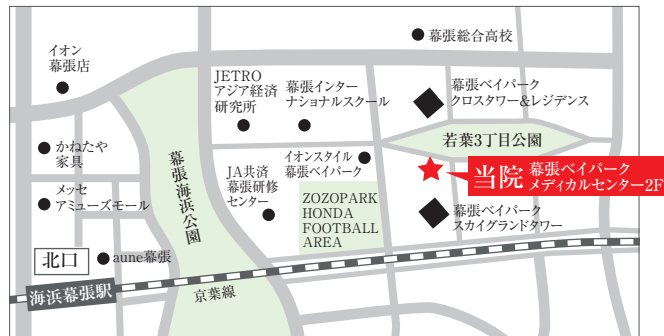 幕張総合高校
イオン
幕張店
JETRO
アジア経済
研究所
幕張インター
ナショナルスクール
幕張ベイパーク
クロスタワー&レジデンス
若葉3丁目公園
かねたや
家具
幕張海浜公園
イオンスタイル
幕張ベイパーク
JA共済
幕張研修
センター
当院 幕張ベイパーク
メディカルセンター2F
メッセ
アミューズモール
ZOZOPARK
HONDA
FOOTBALL
AREA
幕張ベイパーク
スカイグランドタワー
北口
aune幕張
海浜幕張駅
京葉線